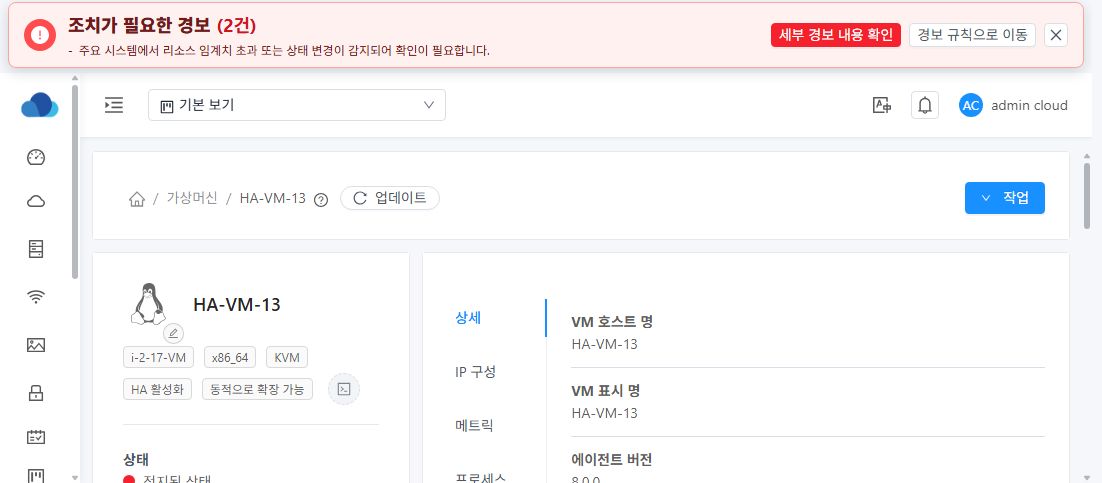 조치가 필요한 경보 (2건)
- 주요 시스템에서 리소스 임계치 초과 또는 상태 변경이 감지되어 확인이 필요합니다.
세부 경보 내용 확인
경보 규칙으로 이동
기본 보기
AC admin cloud
/ 가상머신 / HA-VM-13
업데이트
작업
HA-VM-13
i-2-17-VM
x86_64
KVM
HA 활성화
동적으로 확장 가능
상태
정지된 상태
상세
IP 구성
메트릭
프로세스
VM 호스트 명
HA-VM-13
VM 표시 명
HA-VM-13
에이전트 버전
8.0.0